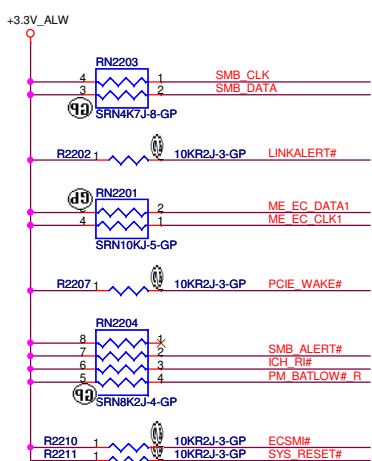 +3.3V_ALW
RN2203
4 1 SMB_CLK
3 2 SMB_DATA
SRN4K7J-8-GP
R2202 1 10KR2J-3-GP LINKALERT#
RN2201
2 ME_EC_DATA1
4 1 ME_EC_CLK1
SRN10KJ-5-GP
R2207 1 10KR2J-3-GP PCIE_WAKE#
RN2204
8 1
7 2 SMB_ALERT#
6 3 ICH_RI#
5 4 PM_BATLOW#_R
SRN8K2J-4-GP
R2210 1 10KR2J-3-GP ECSMI#
R2211 1 10KR2J-3-GP SYS_RESET#